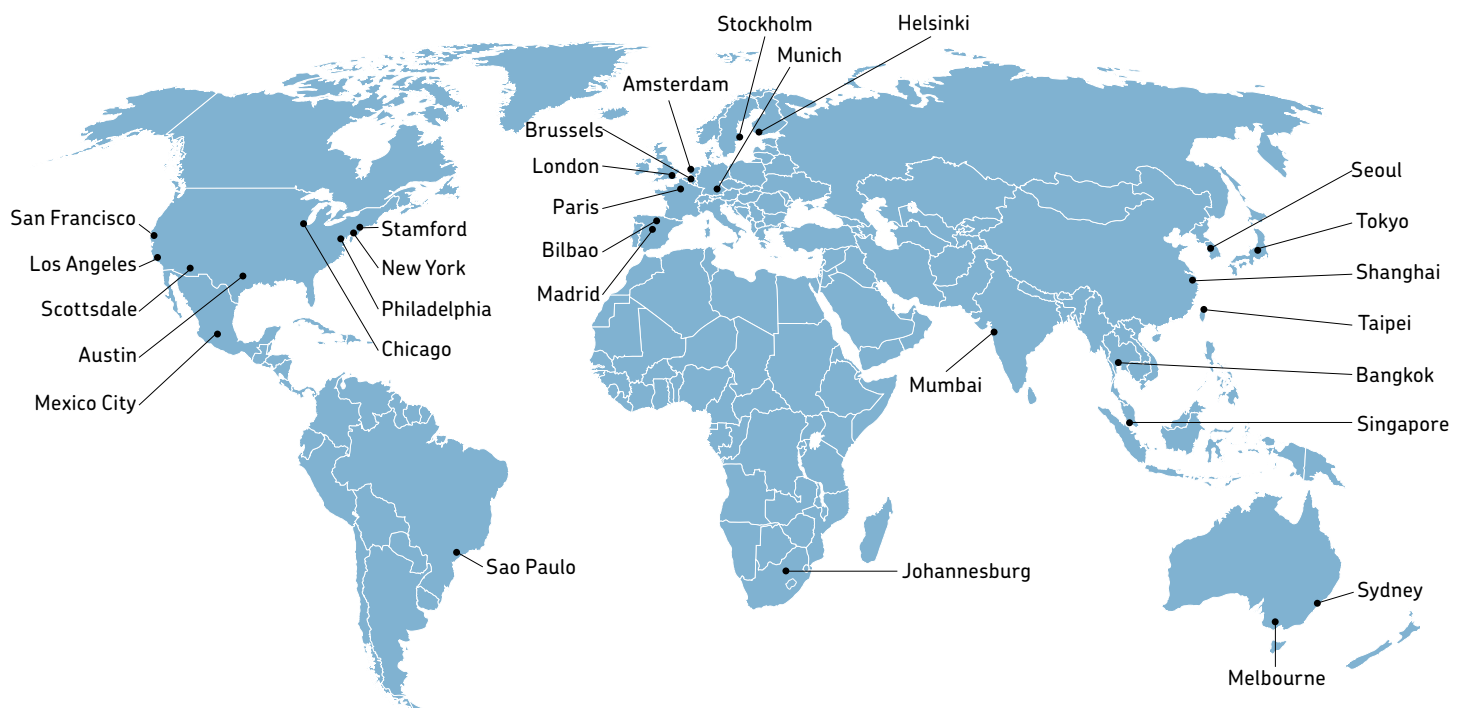 Stockholm
Helsinki
Munich
Amsterdam
Brussels
London
Paris
Bilbao
Madrid
San Francisco
Los Angeles
Scottsdale
Austin
Mexico City
Stamford
New York
Philadelphia
Chicago
Sao Paulo
Johannesburg
Mumbai
Seoul
Tokyo
Shanghai
Taipei
Bangkok
Singapore
Sydney
Melbourne